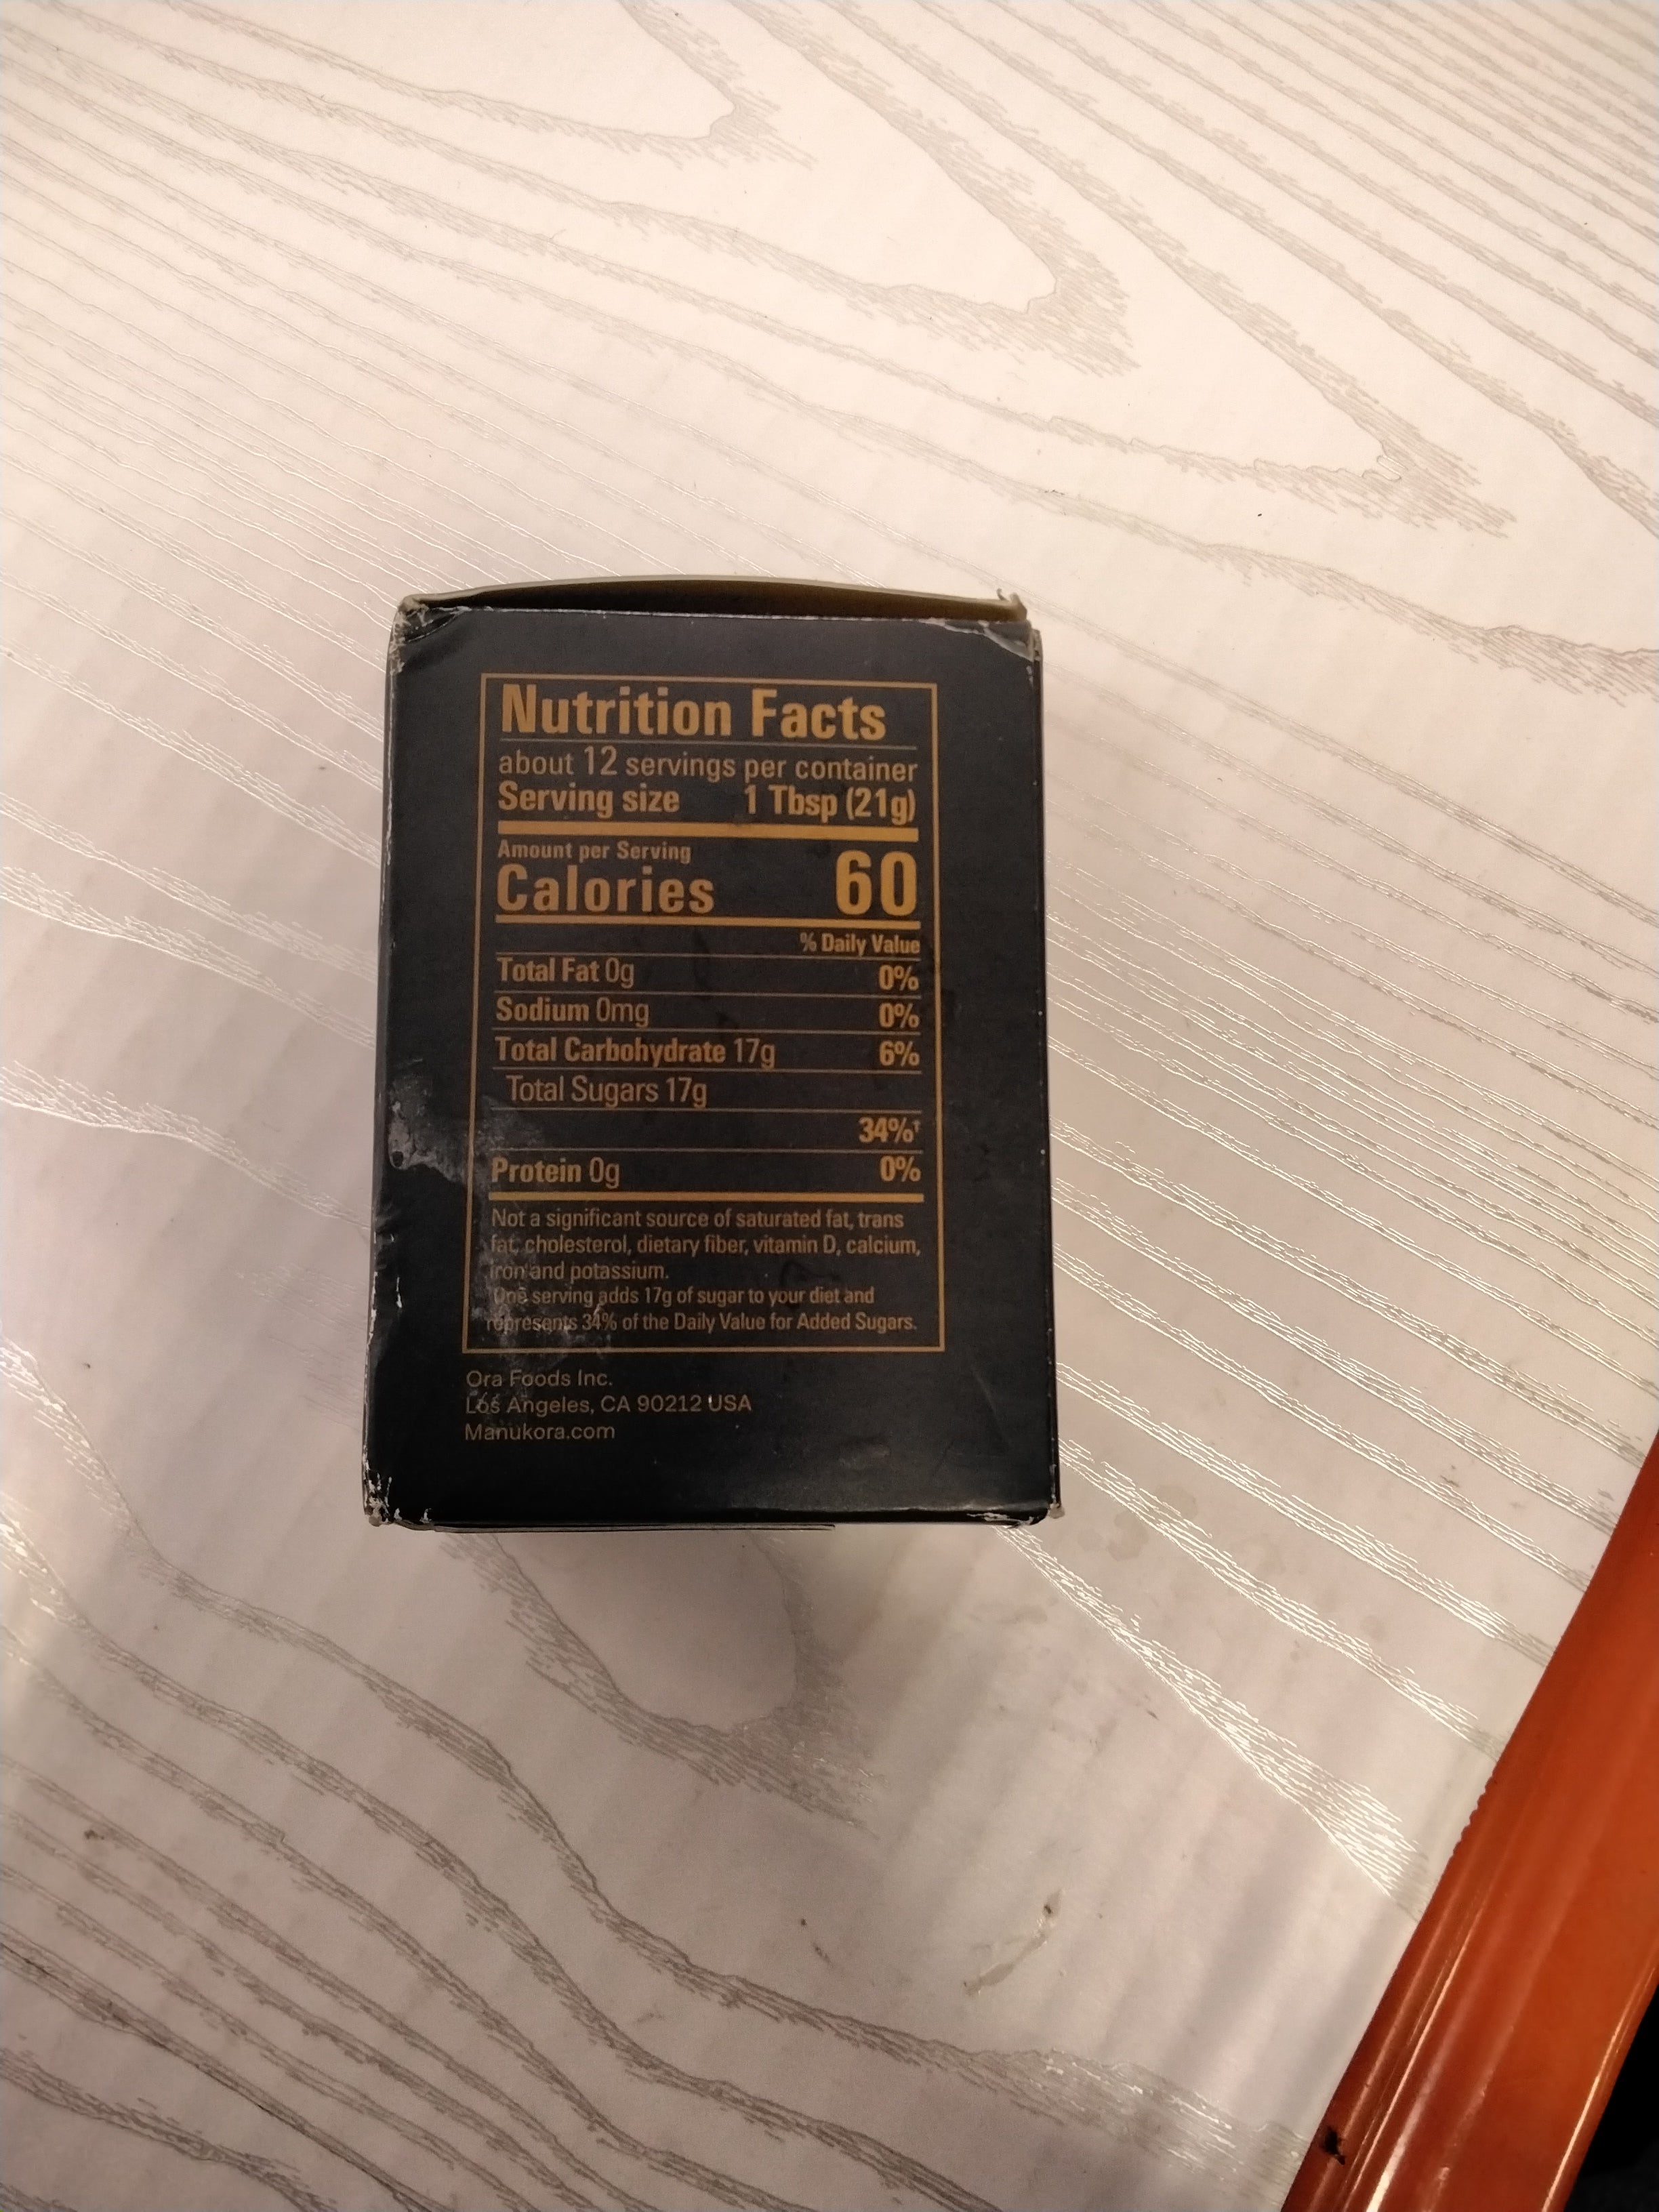 Nutrition Facts
about 12 servings per container
Serving size 1 Tbsp (21g)
Amount per Serving
Calories 60
% Daily Value
Total Fat 0g 0%
Sodium 0mg 0%
Total Carbohydrate 17g 6%
Total Sugars 17g
34%†
Protein 0g 0%
Not a significant source of saturated fat, trans
fat, cholesterol, dietary fiber, vitamin D, calcium,
iron and potassium.
One serving adds 17g of sugar to your diet and
represents 34% of the Daily Value for Added Sugars.
Ora Foods Inc.
Los Angeles, CA 90212 USA
Manukora.com